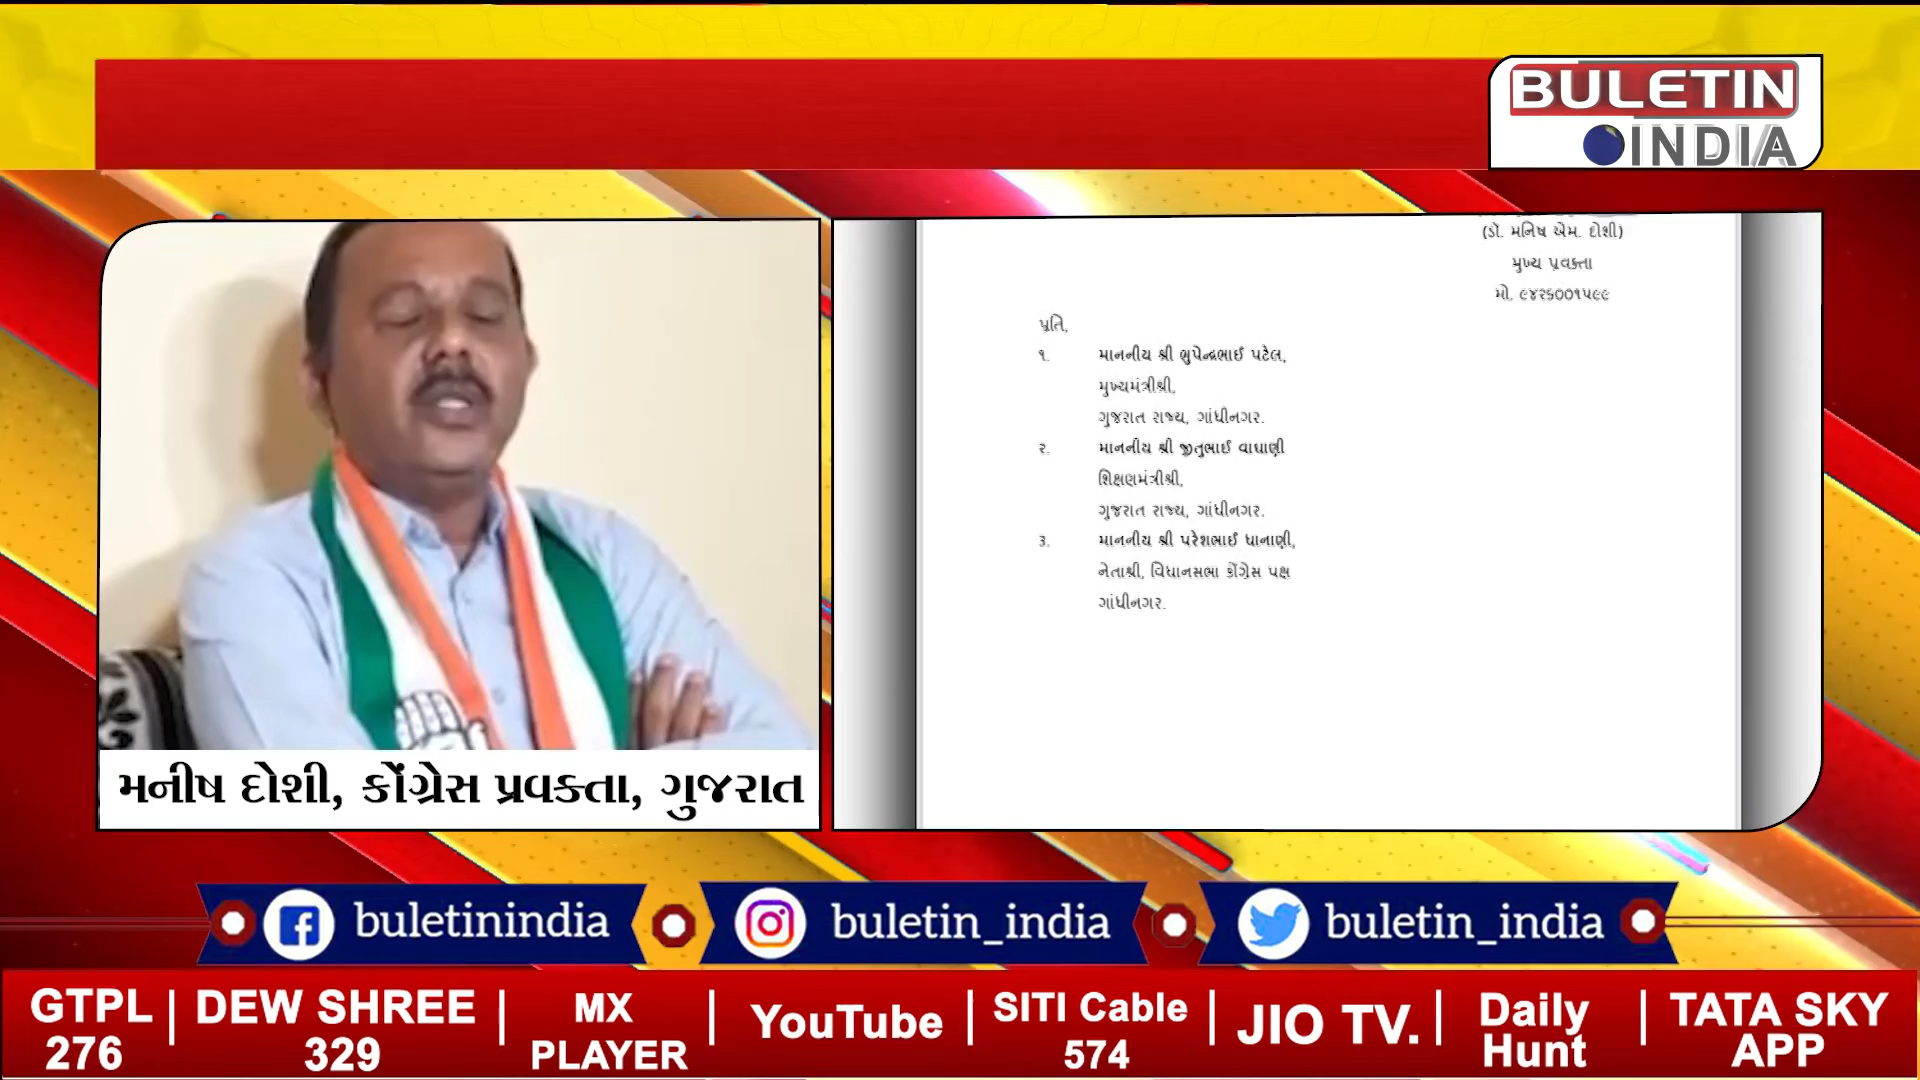 BULETIN
INDIA
(ડૉ. મનિષ એમ. દોશી)
મુખ્ય પ્રવક્તા
મો. ૯૪૨૬૦૦૧૫૯૯
પ્રતિ,
૧. માનનીય શ્રી ભુપેન્દ્રભાઈ પટેલ,
મુખ્યમંત્રીશ્રી,
ગુજરાત રાજ્ય, ગાંધીનગર.
૨. માનનીય શ્રી જીતુભાઈ વાઘાણી
શિક્ષણમંત્રીશ્રી,
ગુજરાત રાજ્ય, ગાંધીનગર.
૩. માનનીય શ્રી પરેશભાઈ ધાનાણી,
નેતાશ્રી, વિધાનસભા કોંગ્રેસ પક્ષ
ગાંધીનગર.
મનીષ દોશી, કોંગ્રેસ પ્રવક્તા, ગુજરાત
buletinindia
buletin_india
buletin_india
GTPL
276
DEW SHREE
329
MX
PLAYER
YouTube
SITI Cable
574
JIO TV.
Daily
Hunt
TATA SKY
APP